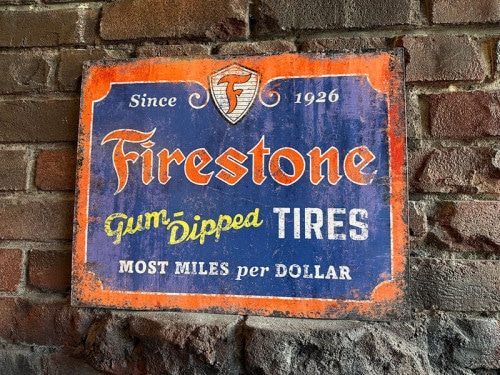 Since F 1926
Firestone
Gum-Dipped TIRES
MOST MILES per DOLLAR